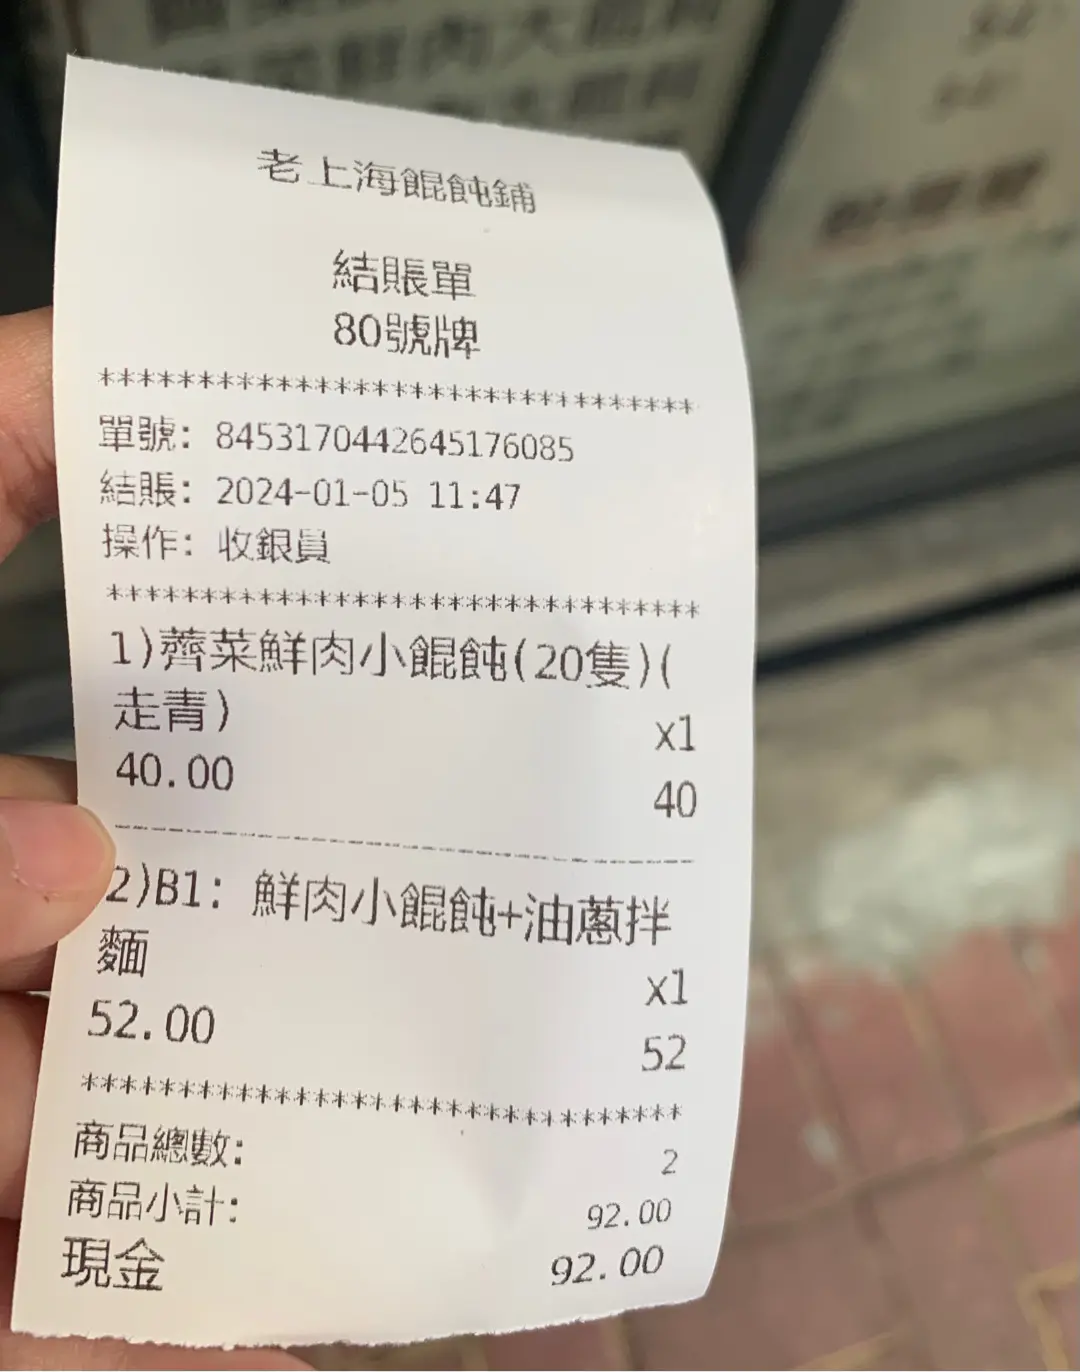 老上海餛飩鋪
結賬單
80號牌
********************************
單號: 8453170442645176085
結賬: 2024-01-05 11:47
操作: 收銀員
********************************
1)薺菜鮮肉小餛飩(20隻)(
走青)
x1
40.00 40
2)B1: 鮮肉小餛飩+油蔥拌
麵
x1
52.00 52
********************************
商品總數: 2
商品小計: 92.00
現金 92.00